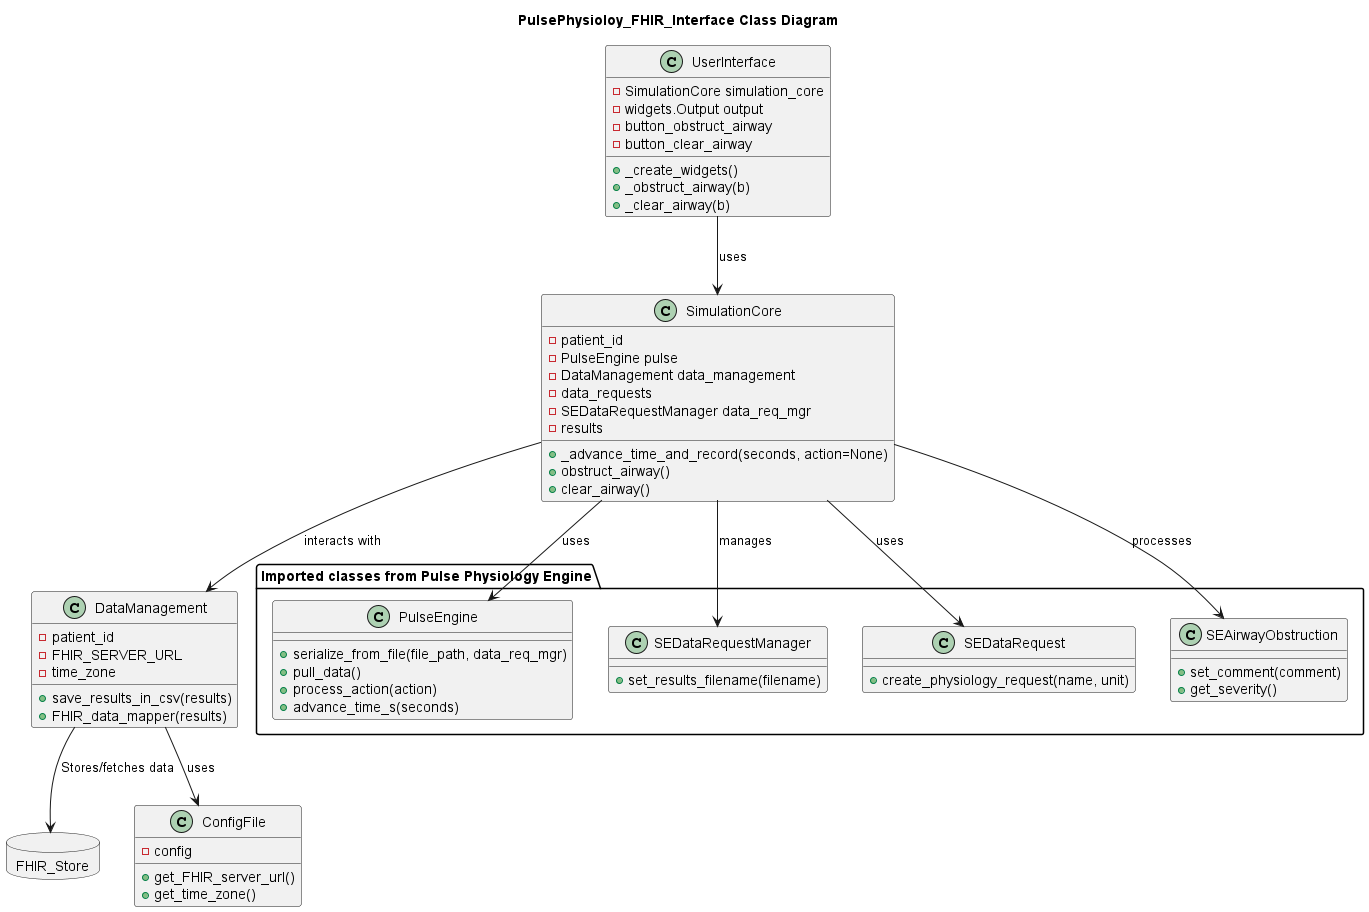 PulsePhysioloy_FHIR_Interface Class Diagram
C UserInterface
SimulationCore simulation_core
widgets.Output output
button_obstruct_airway
button_clear_airway
_create_widgets()
_obstruct_airway(b)
_clear_airway(b)
uses
C SimulationCore
patient_id
PulseEngine pulse
DataManagement data_management
data_requests
SEDataRequestManager data_req_mgr
results
_advance_time_and_record(seconds, action=None)
obstruct_airway()
clear_airway()
interacts with
uses
manages
uses
processes
Imported classes from Pulse Physiology Engine
C DataManagement
patient_id
FHIR_SERVER_URL
time_zone
save_results_in_csv(results)
FHIR_data_mapper(results)
C PulseEngine
serialize_from_file(file_path, data_req_mgr)
pull_data()
process_action(action)
advance_time_s(seconds)
C SEDataRequestManager
set_results_filename(filename)
C SEDataRequest
create_physiology_request(name, unit)
C SEAirwayObstruction
set_comment(comment)
get_severity()
Stores/fetches data
uses
FHIR_Store
C ConfigFile
config
get_FHIR_server_url()
get_time_zone()